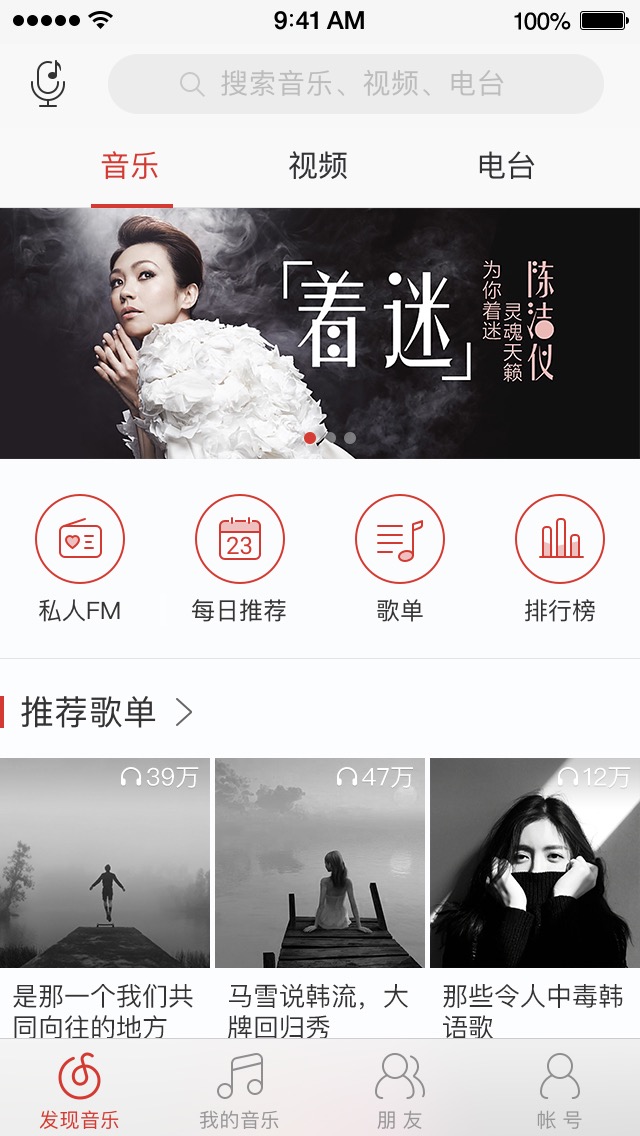 9:41 AM
100%
搜索音乐、视频、电台
音乐
视频
电台
「着迷」
为你着迷
陈洁仪
灵魂天籁
私人FM
23
每日推荐
歌单
排行榜
推荐歌单
39万
47万
12万
是那一个我们共
同向往的地方
马雪说韩流，大
牌回归秀
那些令人中毒韩
语歌
发现音乐
我的音乐
朋友
帐号